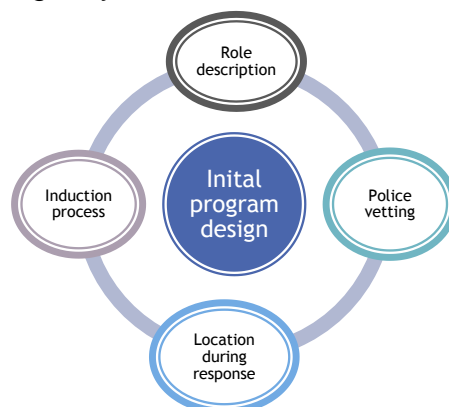 Role
description
Inital
program
design
Police
vetting
Induction
process
Location
during
response